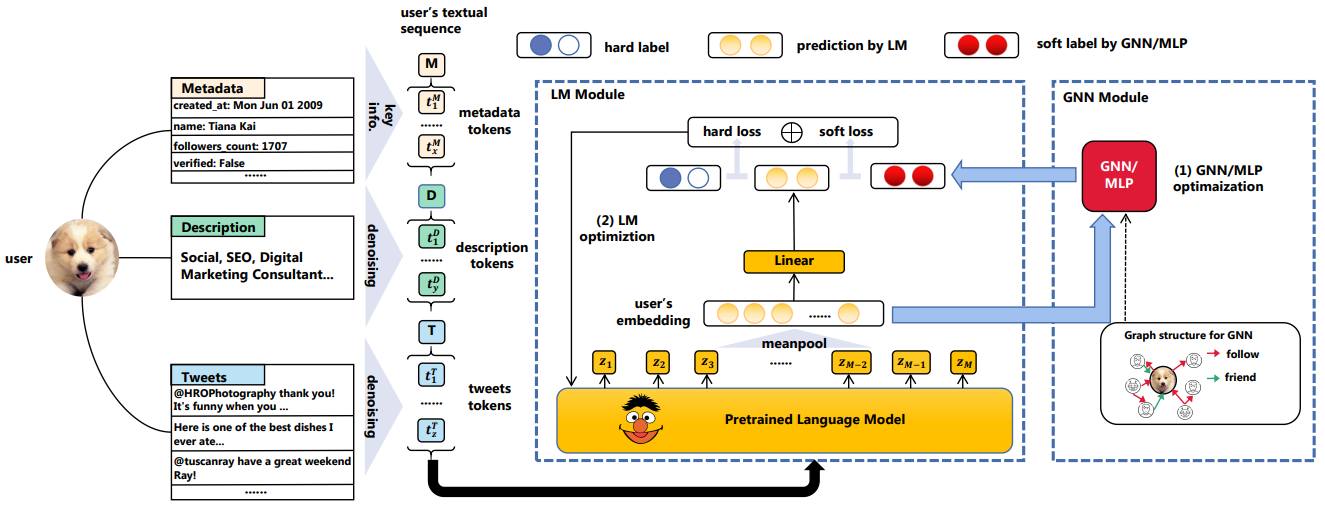 user's textual
sequence
hard label
prediction by LM
soft label by GNN/MLP
user
Metadata
created_at: Mon Jun 01 2009
name: Tiana Kai
followers_count: 1707
verified: False
......
Description
Social, SEO, Digital
Marketing Consultant...
Tweets
@HROPhotography thank you!
It's funny when you ...
Here is one of the best dishes I
ever ate...
@tuscanray have a great weekend
Ray!
......
key
info.
denoising
denoising
M
t_1^M
......
t_x^M
metadata
tokens
D
t_1^D
......
t_y^D
description
tokens
T
t_1^T
......
t_z^T
tweets
tokens
LM Module
hard loss ⊕ soft loss
(2) LM
optimiztion
Linear
user's
embedding
......
meanpool
z_1 z_2 z_3 ...... z_{M-2} z_{M-1} z_M
Pretrained Language Model
GNN Module
GNN/
MLP
(1) GNN/MLP
optimaization
Graph structure for GNN
follow
friend